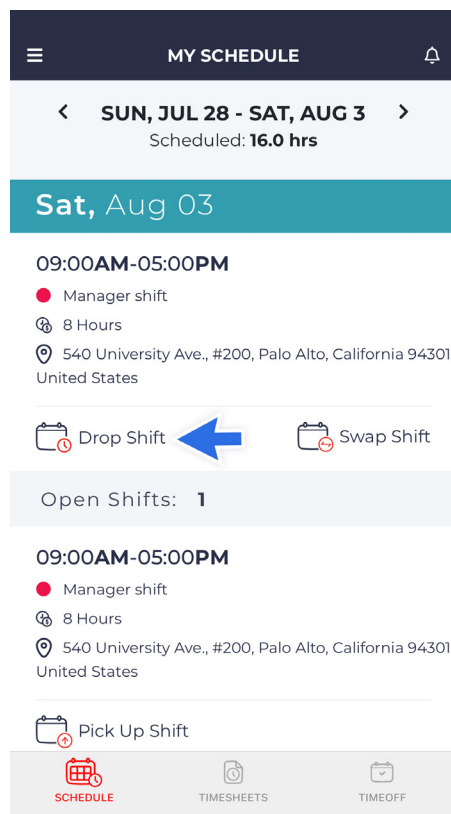 MY SCHEDULE
SUN, JUL 28 - SAT, AUG 3
Scheduled: 16.0 hrs
Sat, Aug 03
09:00AM-05:00PM
Manager shift
8 Hours
540 University Ave., #200, Palo Alto, California 94301
United States
Drop Shift
Swap Shift
Open Shifts: 1
09:00AM-05:00PM
Manager shift
8 Hours
540 University Ave., #200, Palo Alto, California 94301
United States
Pick Up Shift
SCHEDULE
TIMESHEETS
TIMEOFF